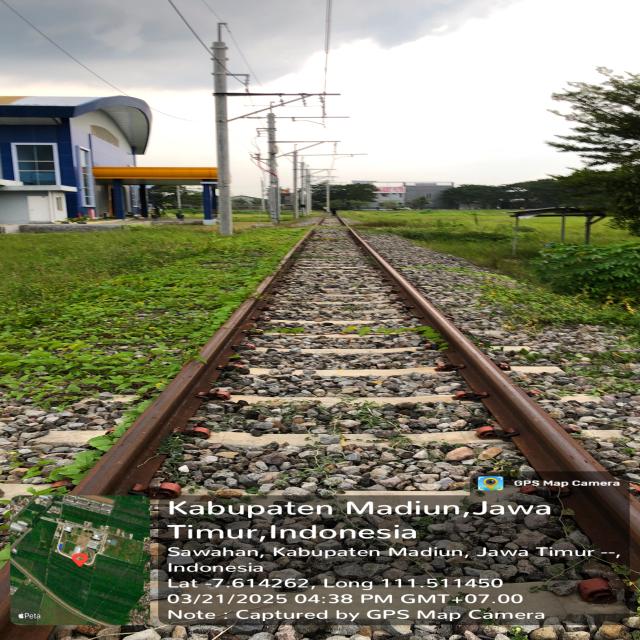 GPS Map Camera
Kabupaten Madiun,Jawa
Timur,Indonesia
Sawahan, Kabupaten Madiun, Jawa Timur --,
Indonesia
Lat -7.614262, Long 111.511450
03/21/2025 04:38 PM GMT+07.00
Note : Captured by GPS Map Camera
Peta